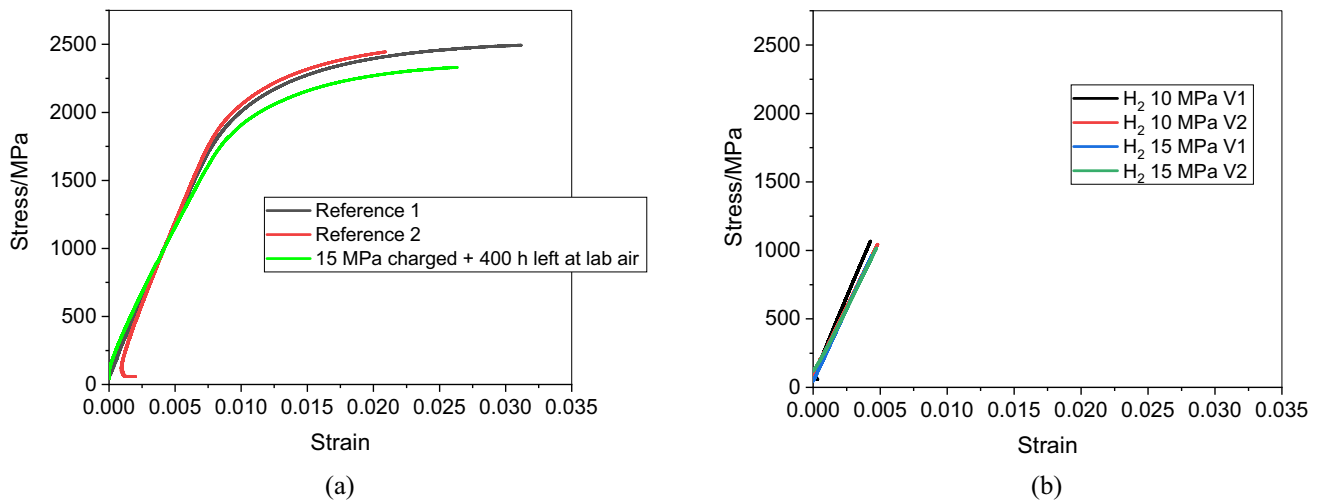 2500
2000
1500
1000
500
0
Stress/MPa
Reference 1
Reference 2
15 MPa charged + 400 h left at lab air
0.000 0.005 0.010 0.015 0.020 0.025 0.030 0.035
Strain
(a)
2500
2000
1500
1000
500
0
Stress/MPa
H₂ 10 MPa V1
H₂ 10 MPa V2
H₂ 15 MPa V1
H₂ 15 MPa V2
0.000 0.005 0.010 0.015 0.020 0.025 0.030 0.035
Strain
(b)